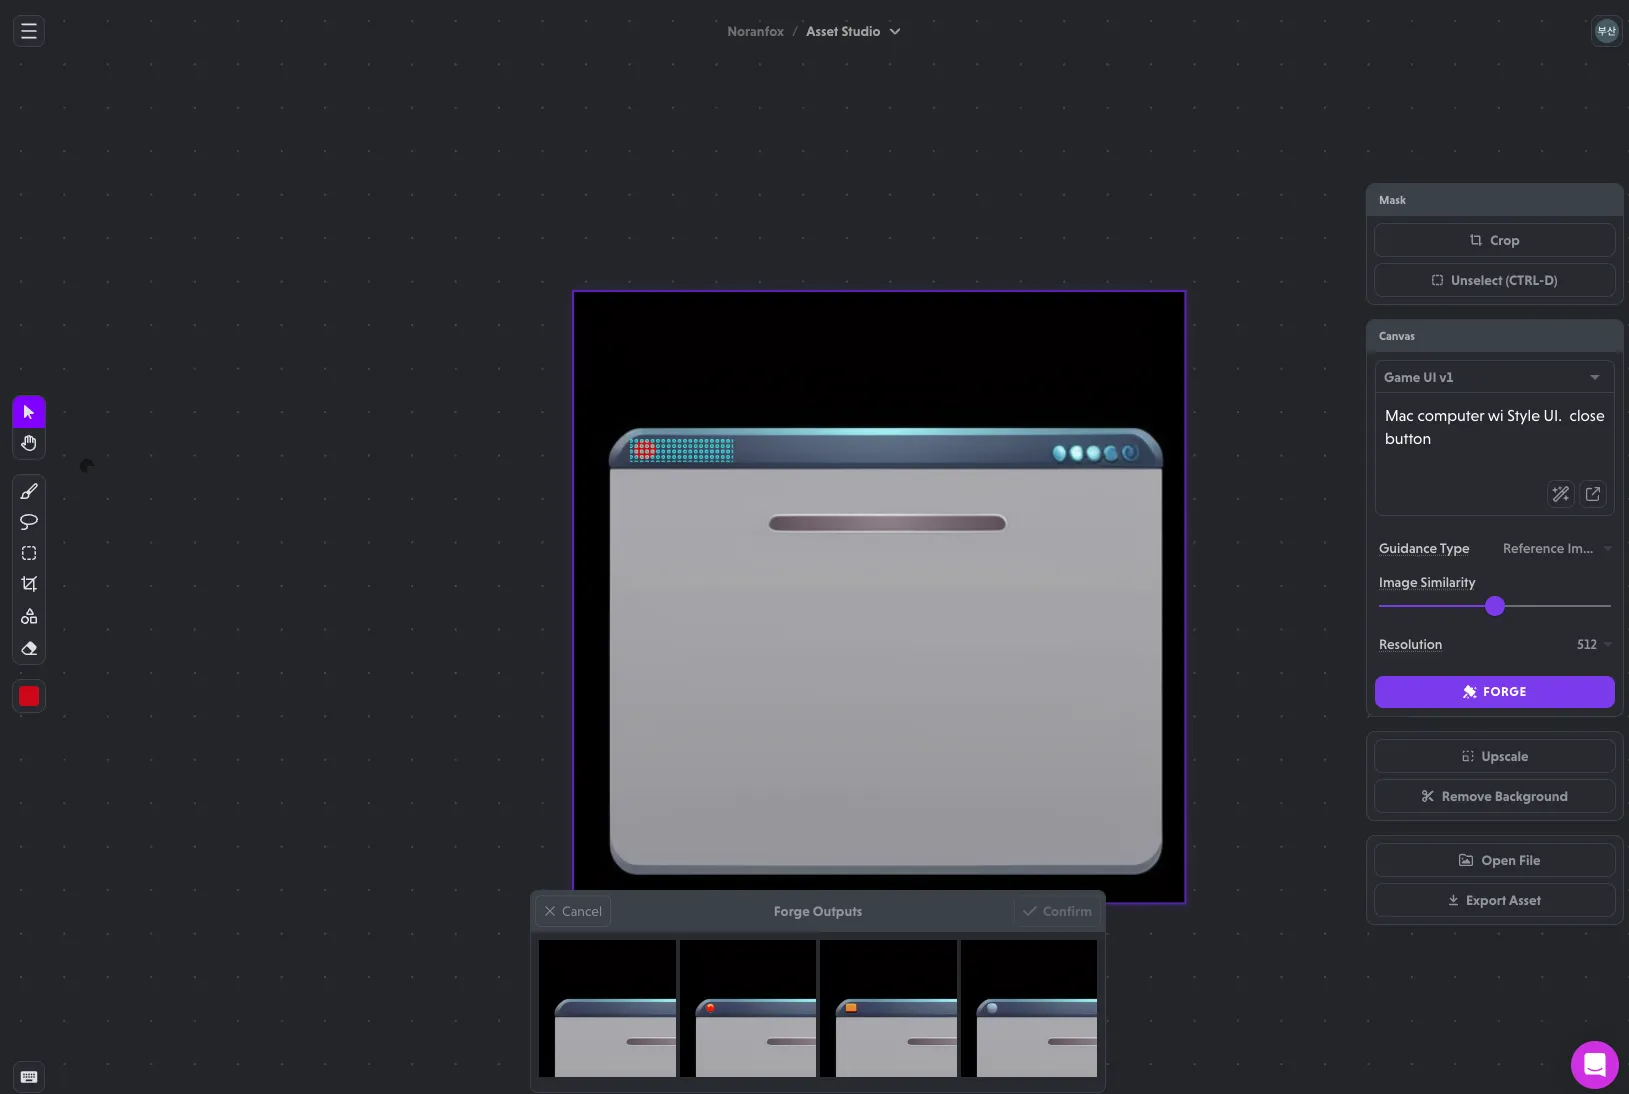 Noranfox / Asset Studio
부산
Mask
Crop
Unselect (CTRL-D)
Canvas
Game UI v1
Mac computer wi Style UI.  close
button
Guidance Type
Reference Im...
Image Similarity
Resolution
512
FORGE
Upscale
Remove Background
Open File
Export Asset
Cancel
Forge Outputs
Confirm